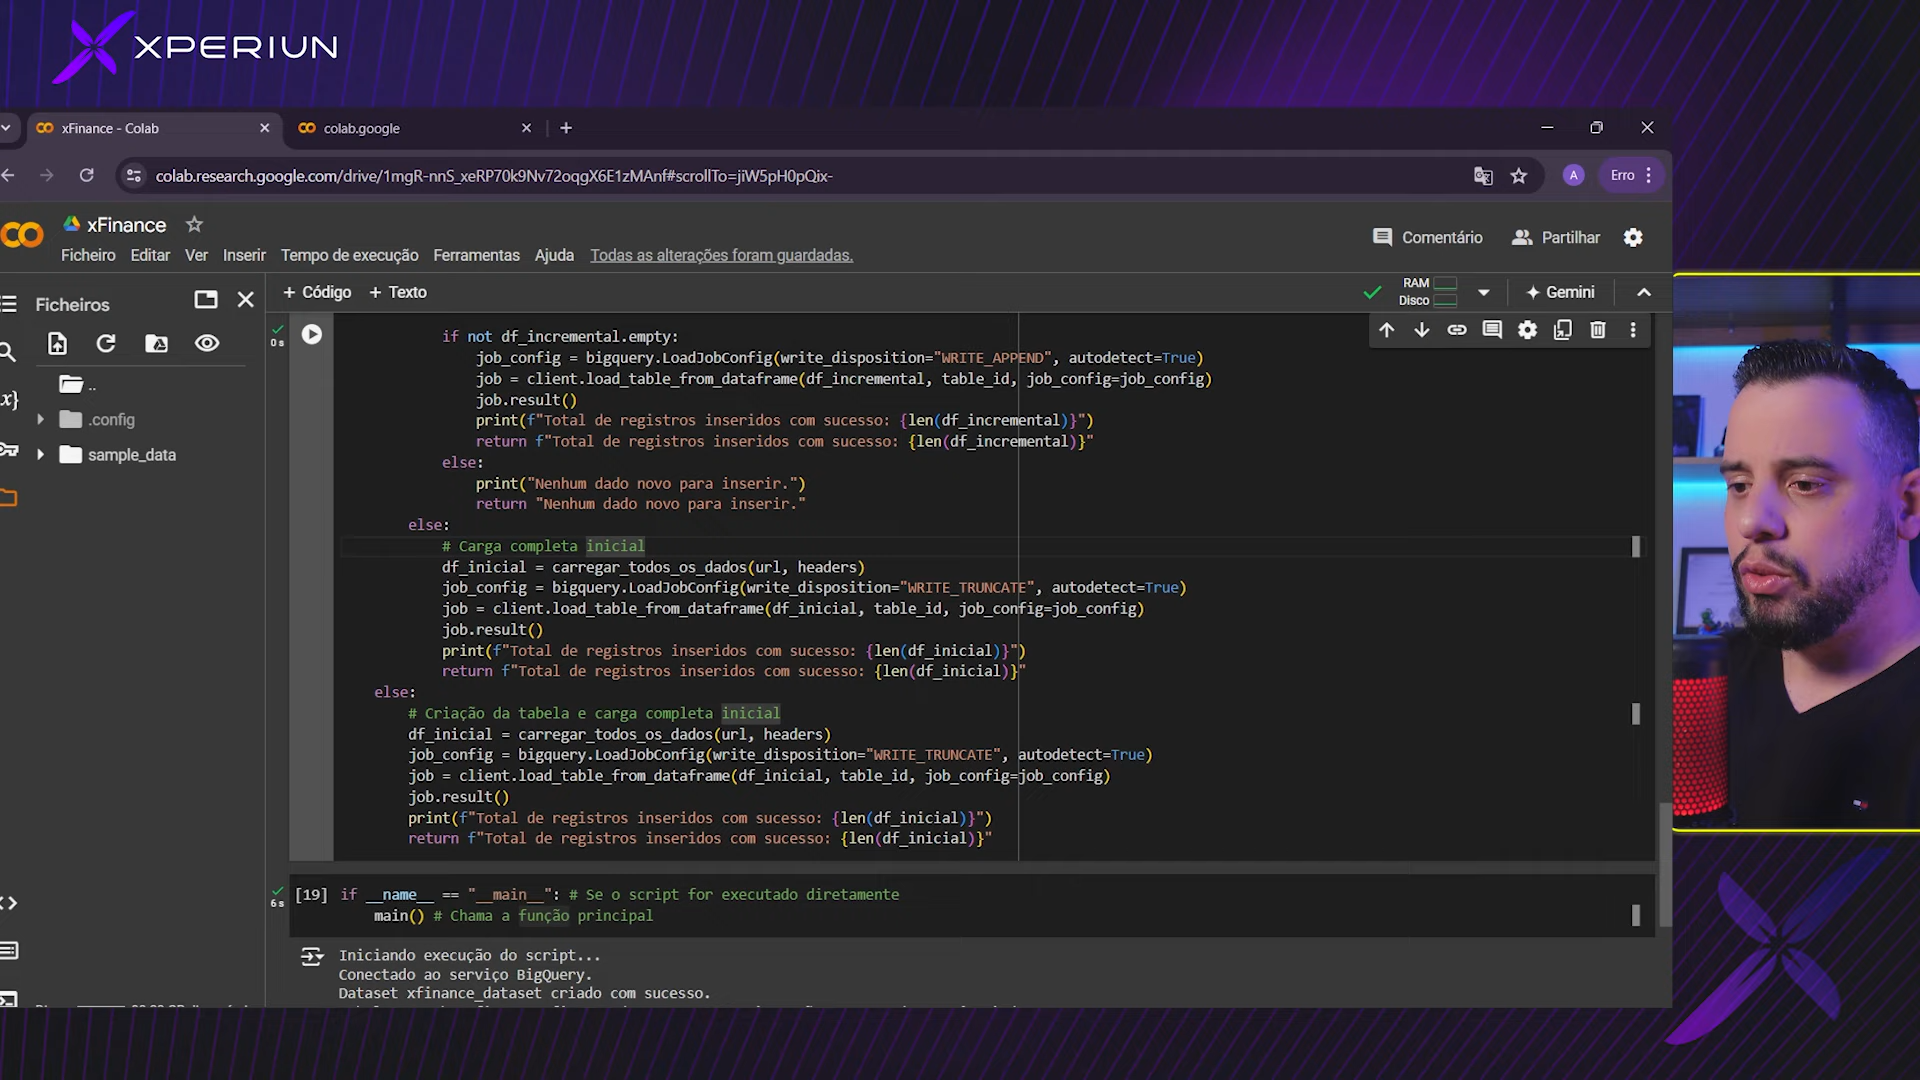 XPERIUN
xFinance - Colab
colab.google
colab.research.google.com/drive/1mgR-nnS_xeRP70k9Nv72oqgX6E1zMAnf#scrollTo=jiW5pH0pQix-
A
Erro
xFinance
Ficheiro Editar Ver Inserir Tempo de execução Ferramentas Ajuda Todas as alterações foram guardadas.
Comentário
Partilhar
Ficheiros
+ Código + Texto
RAM
Disco
Gemini
..
.config
sample_data
0 s
if not df_incremental.empty:
job_config = bigquery.LoadJobConfig(write_disposition="WRITE_APPEND", autodetect=True)
job = client.load_table_from_dataframe(df_incremental, table_id, job_config=job_config)
job.result()
print(f"Total de registros inseridos com sucesso: {len(df_incremental)}")
return f"Total de registros inseridos com sucesso: {len(df_incremental)}"
else:
print("Nenhum dado novo para inserir.")
return "Nenhum dado novo para inserir."
else:
# Carga completa inicial
df_inicial = carregar_todos_os_dados(url, headers)
job_config = bigquery.LoadJobConfig(write_disposition="WRITE_TRUNCATE", autodetect=True)
job = client.load_table_from_dataframe(df_inicial, table_id, job_config=job_config)
job.result()
print(f"Total de registros inseridos com sucesso: {len(df_inicial)}")
return f"Total de registros inseridos com sucesso: {len(df_inicial)}"
else:
# Criação da tabela e carga completa inicial
df_inicial = carregar_todos_os_dados(url, headers)
job_config = bigquery.LoadJobConfig(write_disposition="WRITE_TRUNCATE", autodetect=True)
job = client.load_table_from_dataframe(df_inicial, table_id, job_config=job_config)
job.result()
print(f"Total de registros inseridos com sucesso: {len(df_inicial)}")
return f"Total de registros inseridos com sucesso: {len(df_inicial)}"
6 s
[19] if __name__ == "__main__": # Se o script for executado diretamente
main() # Chama a função principal
Iniciando execução do script...
Conectado ao serviço BigQuery.
Dataset xfinance_dataset criado com sucesso.